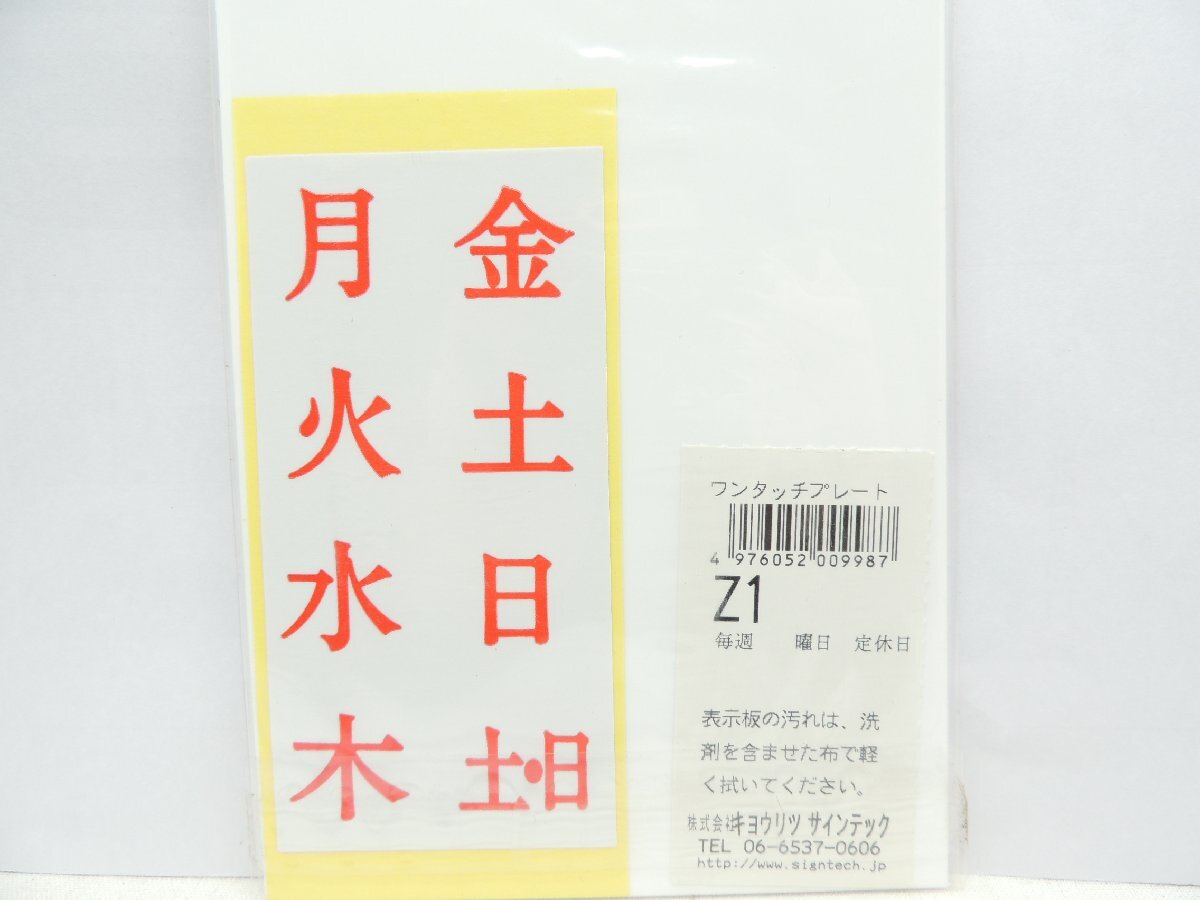 月 金
火 土
水 日
木 土・日
ワンタッチプレート
4 976052 009987
Z1
毎週 曜日 定休日
表示板の汚れは、洗
剤を含ませた布で軽
く拭いてください。
株式会社キョウリツ サインテック
TEL 06-6537-0606
http://www.signtech.jp